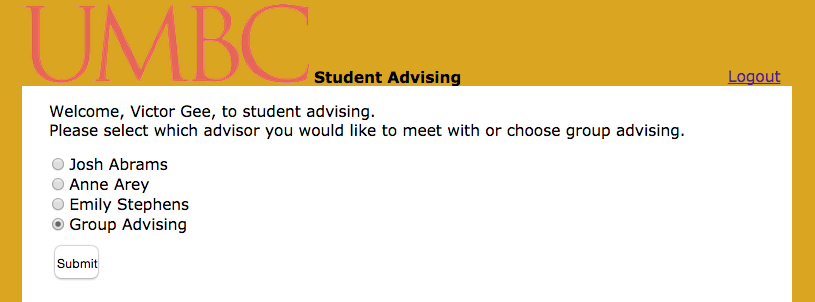 UMBC Student Advising Logout
Welcome, Victor Gee, to student advising.
Please select which advisor you would like to meet with or choose group advising.
Josh Abrams
Anne Arey
Emily Stephens
Group Advising
Submit